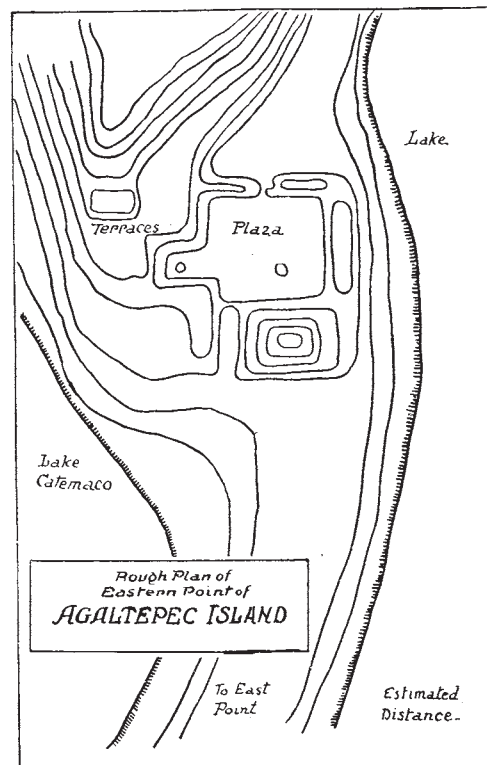 Lake
Terraces
Plaza
Lake
Catemaco
Rough Plan of
Eastern Point of
AGALTEPEC ISLAND
To East
Point
Estimated
Distance-